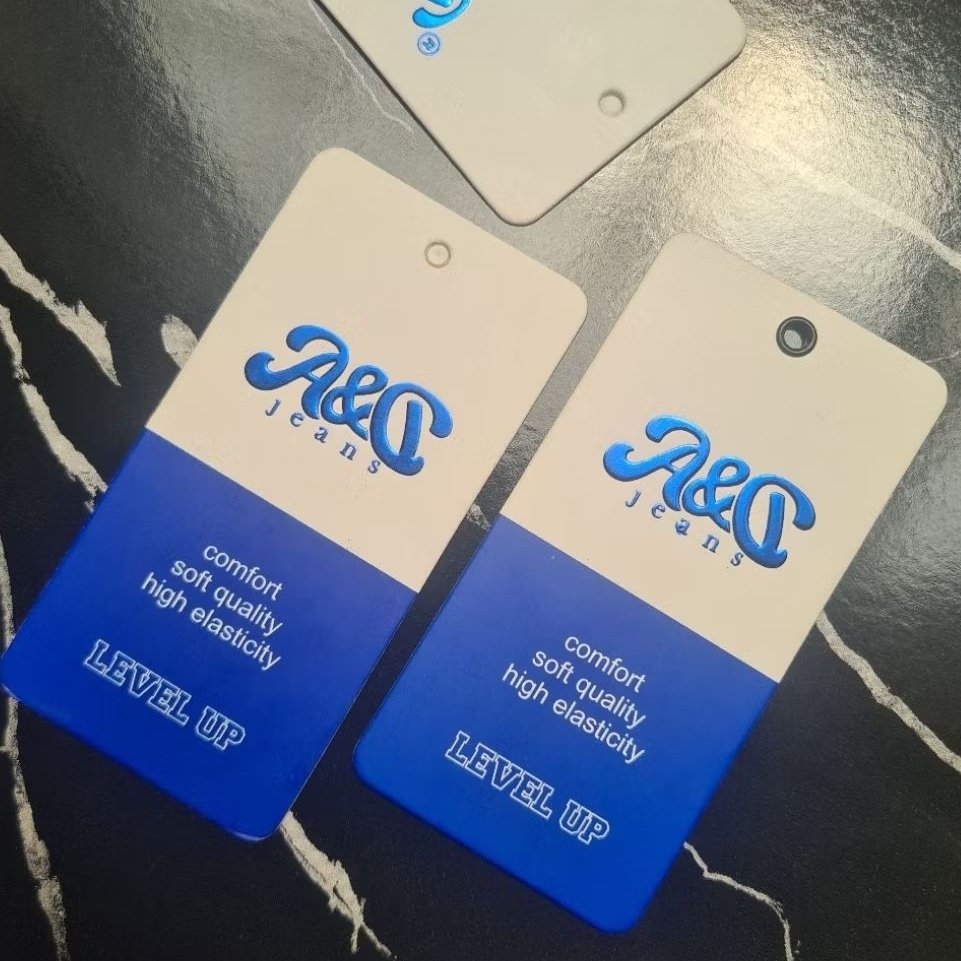 ®
A&D
jeans
comfort
soft quality
high elasticity
LEVEL UP
A&D
jeans
comfort
soft quality
high elasticity
LEVEL UP